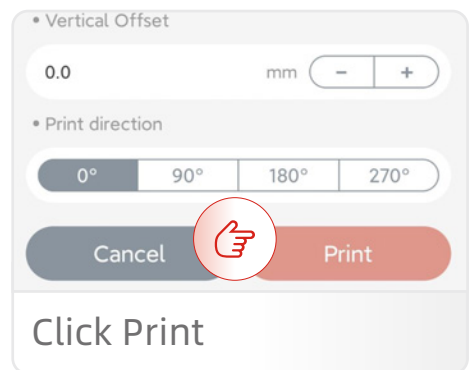 • Vertical Offset
0.0 mm - +
• Print direction
0° 90° 180° 270°
Cancel Print
Click Print